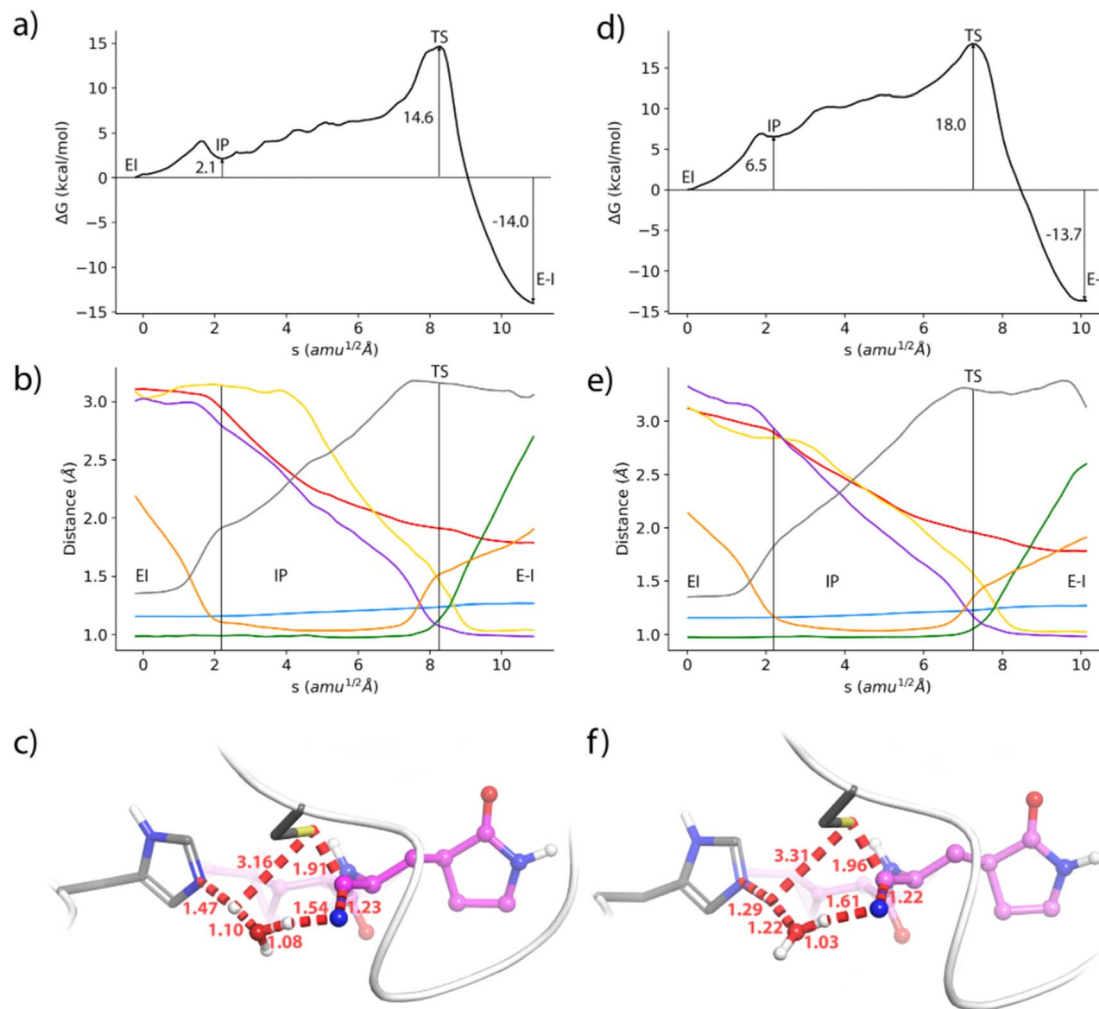 a)
15
10
5
0
−5
−10
−15
ΔG (kcal/mol)
EI
IP
2.1
TS
14.6
-14.0
E-I
0
2
4
6
8
10
s (amu1/2Å)
d)
15
10
5
0
−5
−10
−15
ΔG (kcal/mol)
EI
IP
6.5
TS
18.0
-13.7
E-
0
2
4
6
8
10
s (amu1/2Å)
b)
3.0
2.5
2.0
1.5
1.0
Distance (Å)
TS
EI
IP
E-I
0
2
4
6
8
10
s (amu1/2Å)
e)
3.0
2.5
2.0
1.5
1.0
Distance (Å)
TS
EI
IP
E-I
0
2
4
6
8
10
s (amu1/2Å)
c)
3.16
1.91
1.47
1.54
1.23
1.10
1.08
f)
3.31
1.96
1.29
1.61
1.22
1.22
1.03